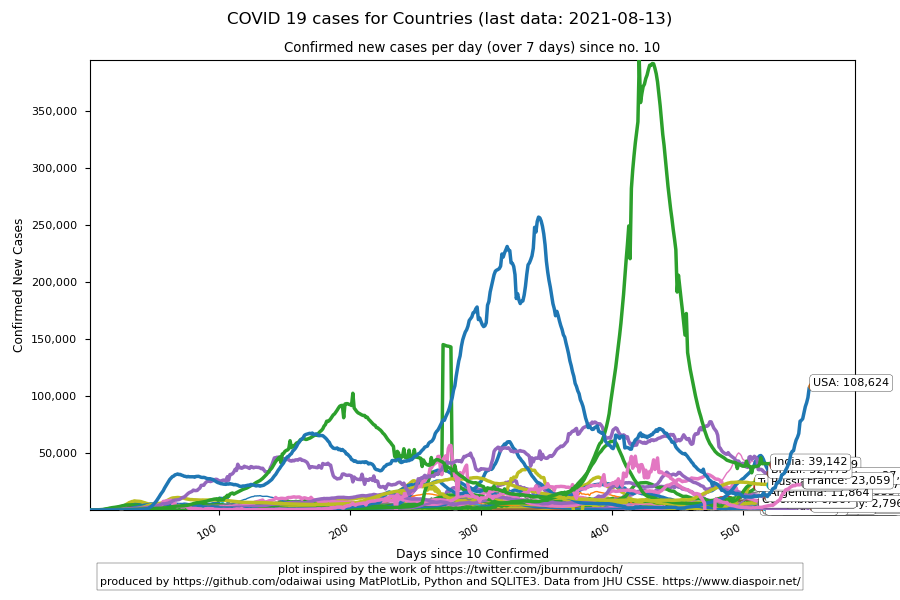 COVID 19 cases for Countries (last data: 2021-08-13)
Confirmed new cases per day (over 7 days) since no. 10
Confirmed New Cases
350,000
300,000
250,000
200,000
150,000
100,000
50,000
USA: 108,624
India: 39,142
France: 23,059
Argentina: 11,864
100
200
300
400
500
Days since 10 Confirmed
plot inspired by the work of https://twitter.com/jburnmurdoch/
produced by https://github.com/odaiwai using MatPlotLib, Python and SQLITE3. Data from JHU CSSE. https://www.diaspoir.net/